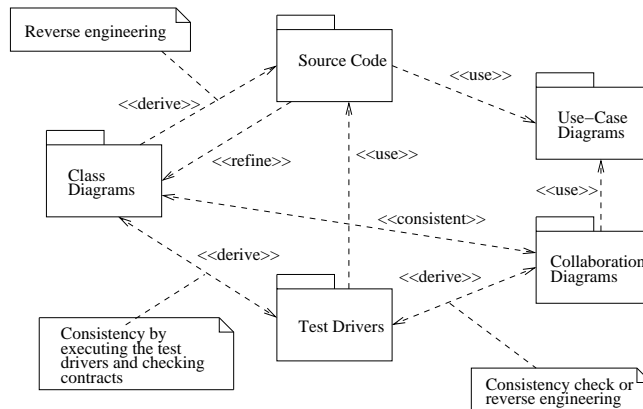 Reverse engineering
Source Code
<<derive>>
<<use>>
Use−Case
Diagrams
<<refine>>
<<use>>
Class
Diagrams
<<use>>
<<consistent>>
<<derive>>
<<derive>>
Collaboration
Diagrams
Test Drivers
Consistency by
executing the test
drivers and checking
contracts
Consistency check or
reverse engineering